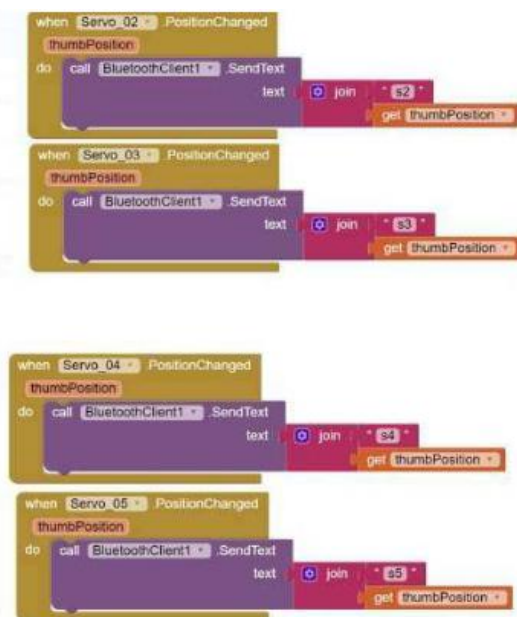 when Servo_02 .PositionChanged
thumbPosition
do call BluetoothClient1 .SendText
text join " s2 "
get thumbPosition
when Servo_03 .PositionChanged
thumbPosition
do call BluetoothClient1 .SendText
text join " s3 "
get thumbPosition
when Servo_04 .PositionChanged
thumbPosition
do call BluetoothClient1 .SendText
text join " s4 "
get thumbPosition
when Servo_05 .PositionChanged
thumbPosition
do call BluetoothClient1 .SendText
text join " s5 "
get thumbPosition